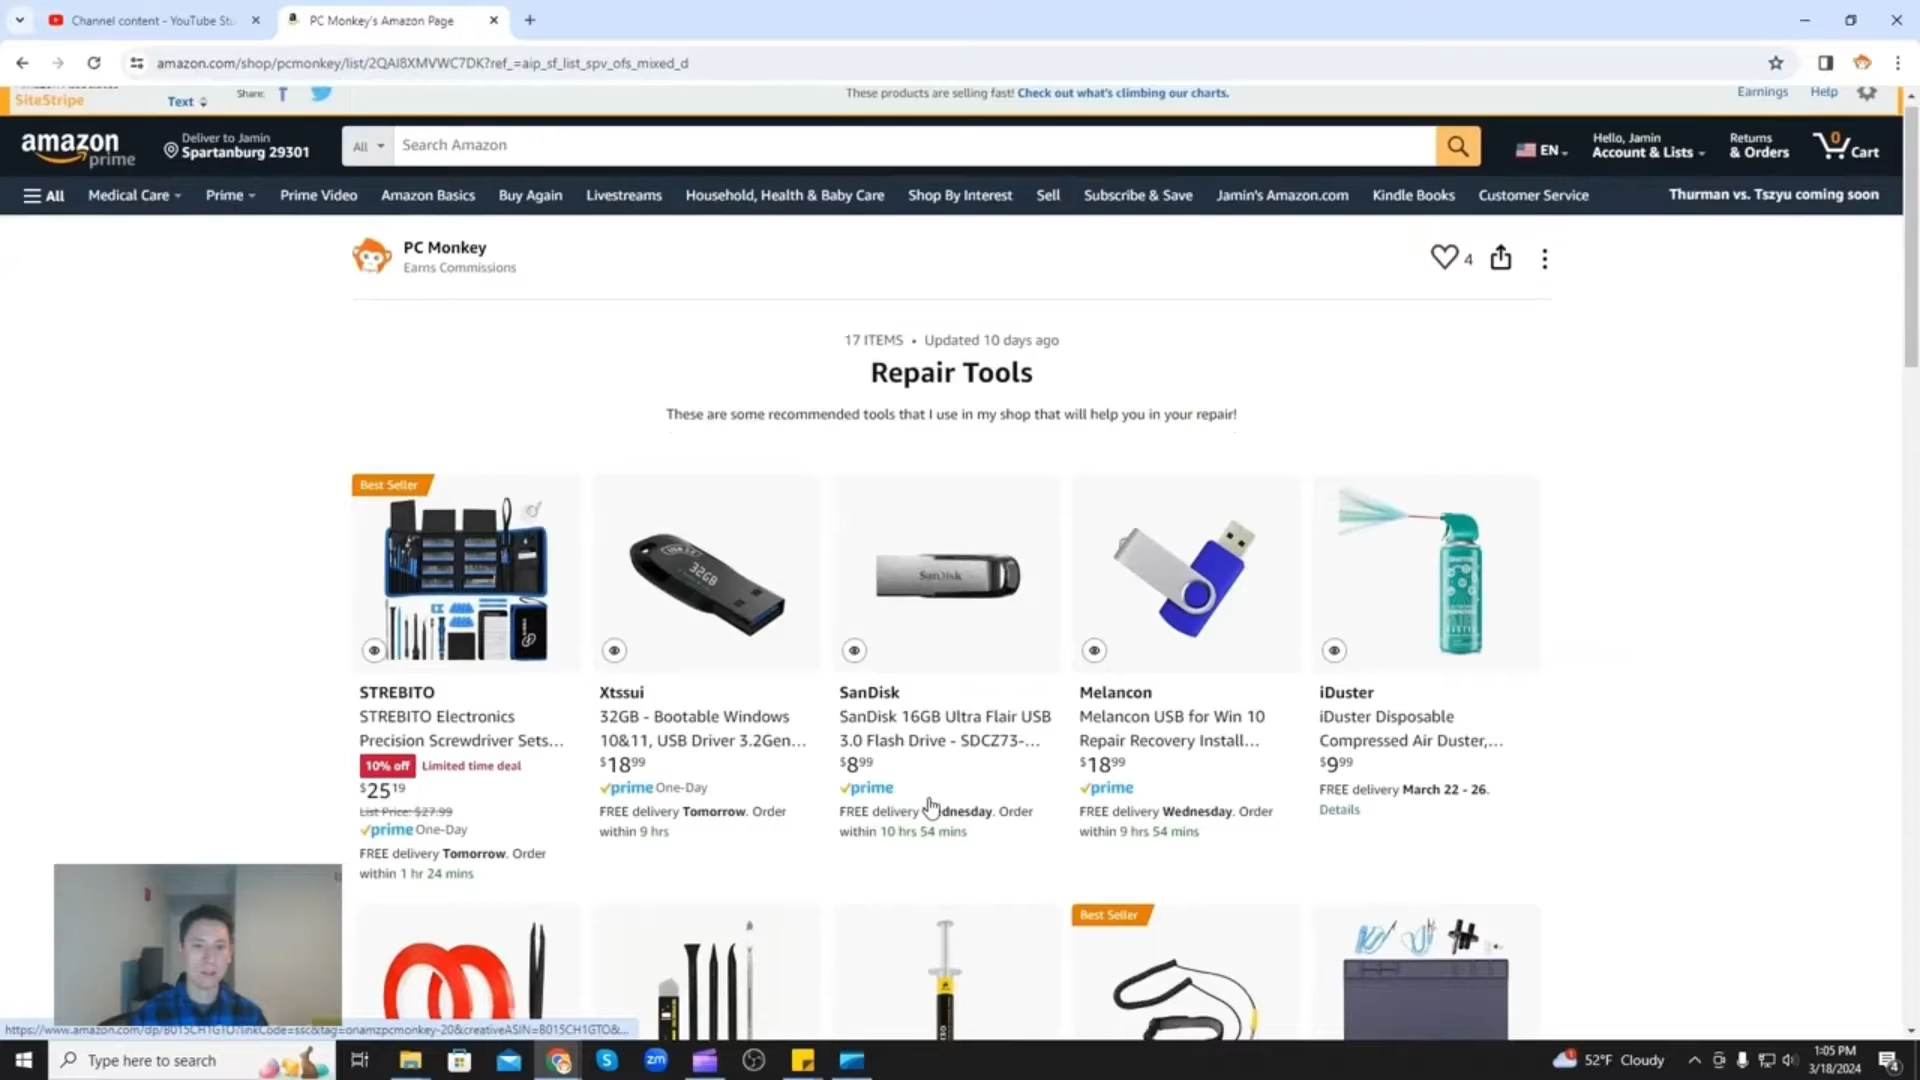 Channel content - YouTube St
PC Monkey's Amazon Page
amazon.com/shop/pcmonkey/list/2QAI8XMVWC7DK?ref_=aip_sf_list_spv_ofs_mixed_d
SiteStripe
Text
Share:
These products are selling fast! Check out what's climbing our charts.
Earnings
Help
amazon prime
Deliver to Jamin
Spartanburg 29301
All
Search Amazon
EN
Hello, Jamin
Account & Lists
Returns
& Orders
0
Cart
All
Medical Care
Prime
Prime Video
Amazon Basics
Buy Again
Livestreams
Household, Health & Baby Care
Shop By Interest
Sell
Subscribe & Save
Jamin's Amazon.com
Kindle Books
Customer Service
Thurman vs. Tszyu coming soon
PC Monkey
Earns Commissions
4
17 ITEMS • Updated 10 days ago
Repair Tools
These are some recommended tools that I use in my shop that will help you in your repair!
Best Seller
STREBITO
STREBITO Electronics
Precision Screwdriver Sets...
10% off Limited time deal
$25.19
List Price: $27.99
prime One-Day
FREE delivery Tomorrow. Order
within 1 hr 24 mins
32GB
Xtssui
32GB - Bootable Windows
10&11, USB Driver 3.2Gen...
$18.99
prime One-Day
FREE delivery Tomorrow. Order
within 9 hrs
SanDisk
SanDisk
SanDisk 16GB Ultra Flair USB
3.0 Flash Drive - SDCZ73-...
$8.99
prime
FREE delivery Wednesday. Order
within 10 hrs 54 mins
Melancon
Melancon USB for Win 10
Repair Recovery Install...
$18.99
prime
FREE delivery Wednesday. Order
within 9 hrs 54 mins
iDuster
iDuster Disposable
Compressed Air Duster,...
$9.99
FREE delivery March 22 - 26.
Details
Best Seller
https://www.amazon.com/dp/B015CH1GTO?linkCode=ssc&tag=onamzpcmonkey-20&creativeASIN=B015CH1GTO&...
Type here to search
52°F Cloudy
1:05 PM
3/18/2024
4